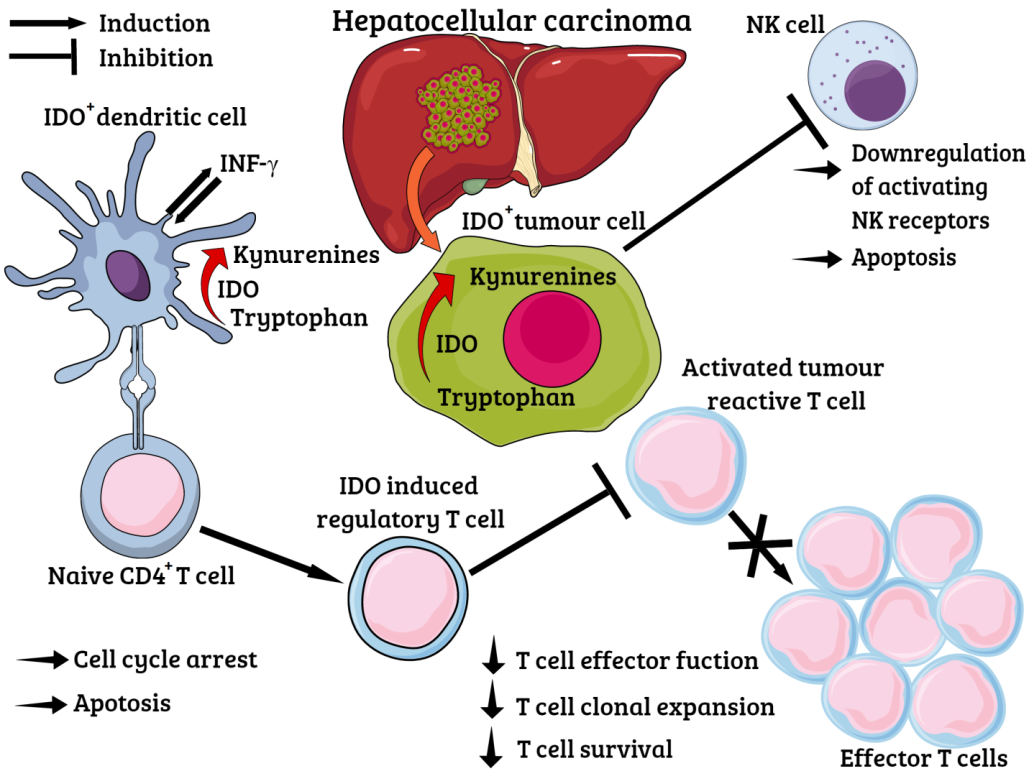 Induction
Inhibition
Hepatocellular carcinoma
NK cell
IDO⁺ dendritic cell
INF-γ
Kynurenines
IDO
Tryptophan
IDO⁺ tumour cell
Kynurenines
IDO
Tryptophan
Downregulation
of activating
NK receptors
Apoptosis
Activated tumour
reactive T cell
IDO induced
regulatory T cell
Naive CD4⁺ T cell
Cell cycle arrest
Apotosis
T cell effector fuction
T cell clonal expansion
T cell survival
Effector T cells